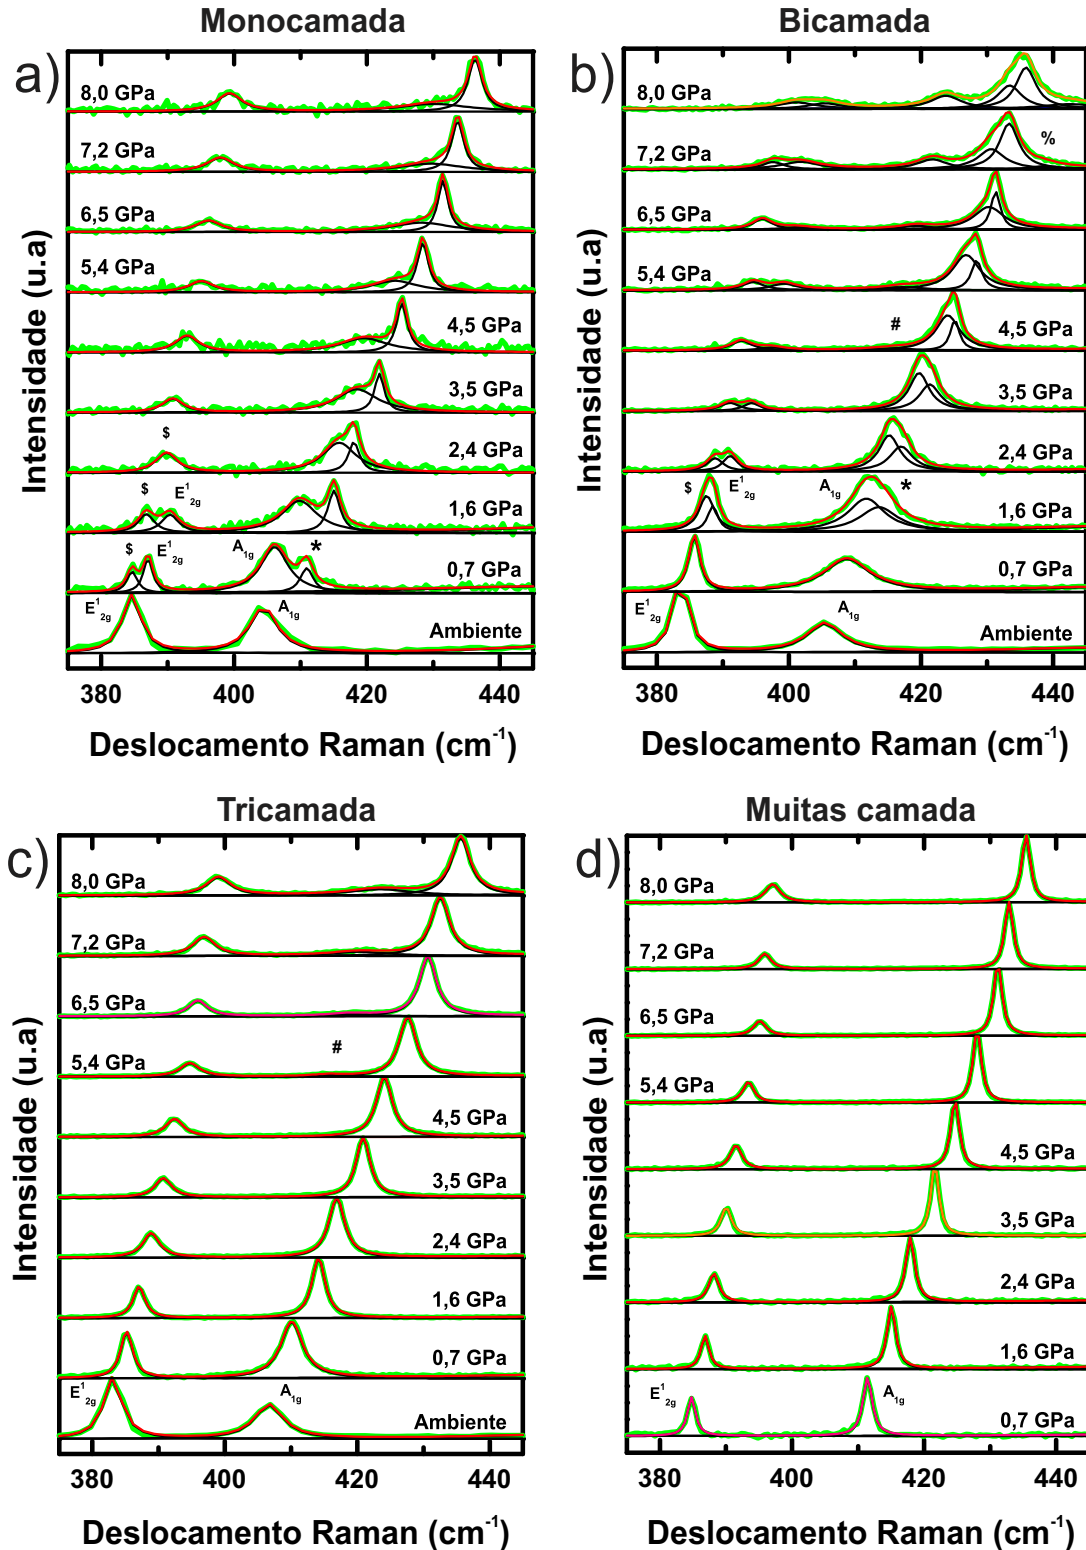 Monocamada
a)
Intensidade (u.a)
8,0 GPa
7,2 GPa
6,5 GPa
5,4 GPa
4,5 GPa
3,5 GPa
$
2,4 GPa
$ E¹2g
1,6 GPa
$ E¹2g A1g *
0,7 GPa
E¹2g A1g
Ambiente
380 400 420 440
Deslocamento Raman (cm⁻¹)
Bicamada
b)
Intensidade (u.a)
8,0 GPa
7,2 GPa %
6,5 GPa
5,4 GPa
# 4,5 GPa
3,5 GPa
2,4 GPa
$ E¹2g A1g *
1,6 GPa
0,7 GPa
E¹2g A1g
Ambiente
380 400 420 440
Deslocamento Raman (cm⁻¹)
Tricamada
c)
Intensidade (u.a)
8,0 GPa
7,2 GPa
6,5 GPa
#
5,4 GPa
4,5 GPa
3,5 GPa
2,4 GPa
1,6 GPa
0,7 GPa
E¹2g A1g
Ambiente
380 400 420 440
Deslocamento Raman (cm⁻¹)
Muitas camada
d)
Intensidade (u.a)
8,0 GPa
7,2 GPa
6,5 GPa
5,4 GPa
4,5 GPa
3,5 GPa
2,4 GPa
1,6 GPa
E¹2g A1g
0,7 GPa
380 400 420 440
Deslocamento Raman (cm⁻¹)